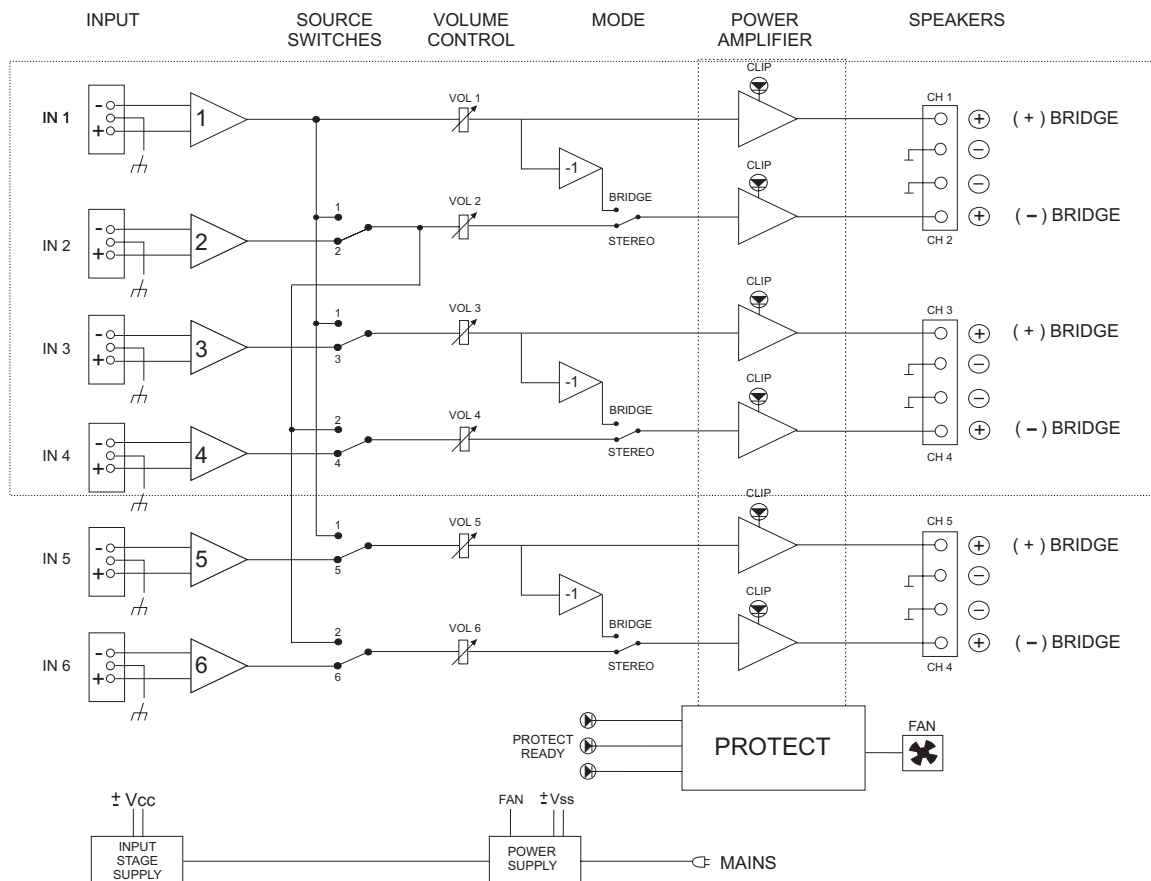 INPUT
SOURCE
SWITCHES
VOLUME
CONTROL
MODE
POWER
AMPLIFIER
SPEAKERS
IN 1
-
+
1
VOL 1
-1
CLIP
CH 1
+
( + ) BRIDGE
-
IN 2
-
+
2
1
2
VOL 2
BRIDGE
STEREO
CLIP
-
+
( - ) BRIDGE
CH 2
IN 3
-
+
3
1
3
VOL 3
-1
CLIP
CH 3
+
( + ) BRIDGE
-
IN 4
-
+
4
2
4
VOL 4
BRIDGE
STEREO
CLIP
-
+
( - ) BRIDGE
CH 4
IN 5
-
+
5
1
5
VOL 5
-1
CLIP
CH 5
+
( + ) BRIDGE
-
IN 6
-
+
6
2
6
VOL 6
BRIDGE
STEREO
CLIP
-
+
( - ) BRIDGE
CH 4
PROTECT
READY
PROTECT
FAN
± Vcc
INPUT
STAGE
SUPPLY
FAN
± Vss
POWER
SUPPLY
MAINS